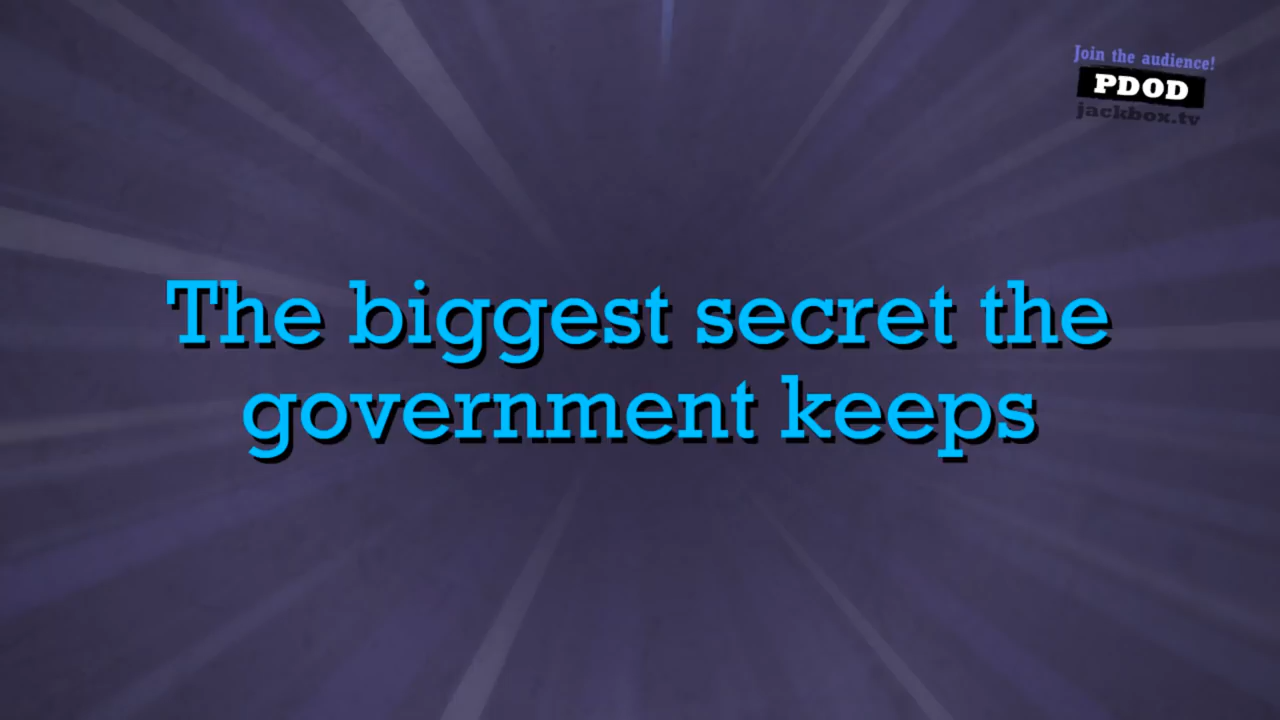 Join the audience!
PDOD
jackbox.tv
The biggest secret the
government keeps